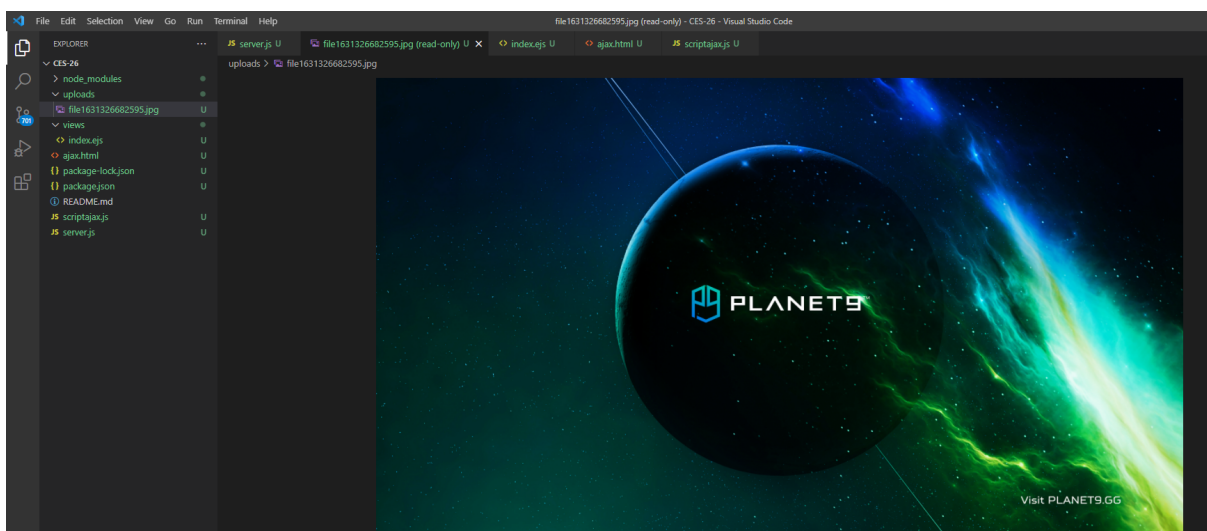 File Edit Selection View Go Run Terminal Help
file1631326682595.jpg (read-only) - CES-26 - Visual Studio Code
EXPLORER ...
JS server.js U
file1631326682595.jpg (read-only) U ×
<> index.ejs U
<> ajax.html U
JS scriptajax.js U
uploads > file1631326682595.jpg
CES-26
> node_modules
uploads
file1631326682595.jpg U
views
<> index.ejs U
<> ajax.html U
{} package-lock.json U
{} package.json U
README.md
JS scriptajax.js U
JS server.js U
701
PLANET9
Visit PLANET9.GG